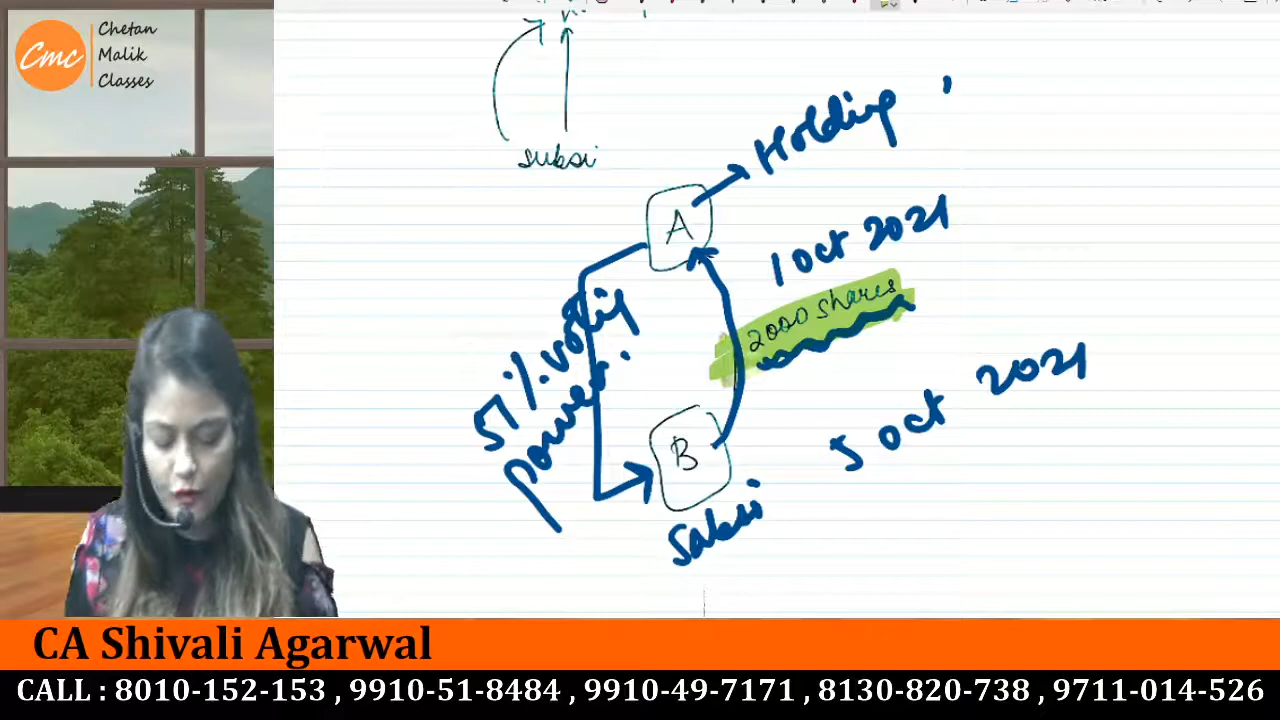 Cmc
Chetan
Malik
Classes
subsi
Holding
A
1 Oct 2021
2000 shares
51% voting
power.
5 Oct 2021
B
Subsi
CA Shivali Agarwal
CALL : 8010-152-153 , 9910-51-8484 , 9910-49-7171 , 8130-820-738 , 9711-014-526